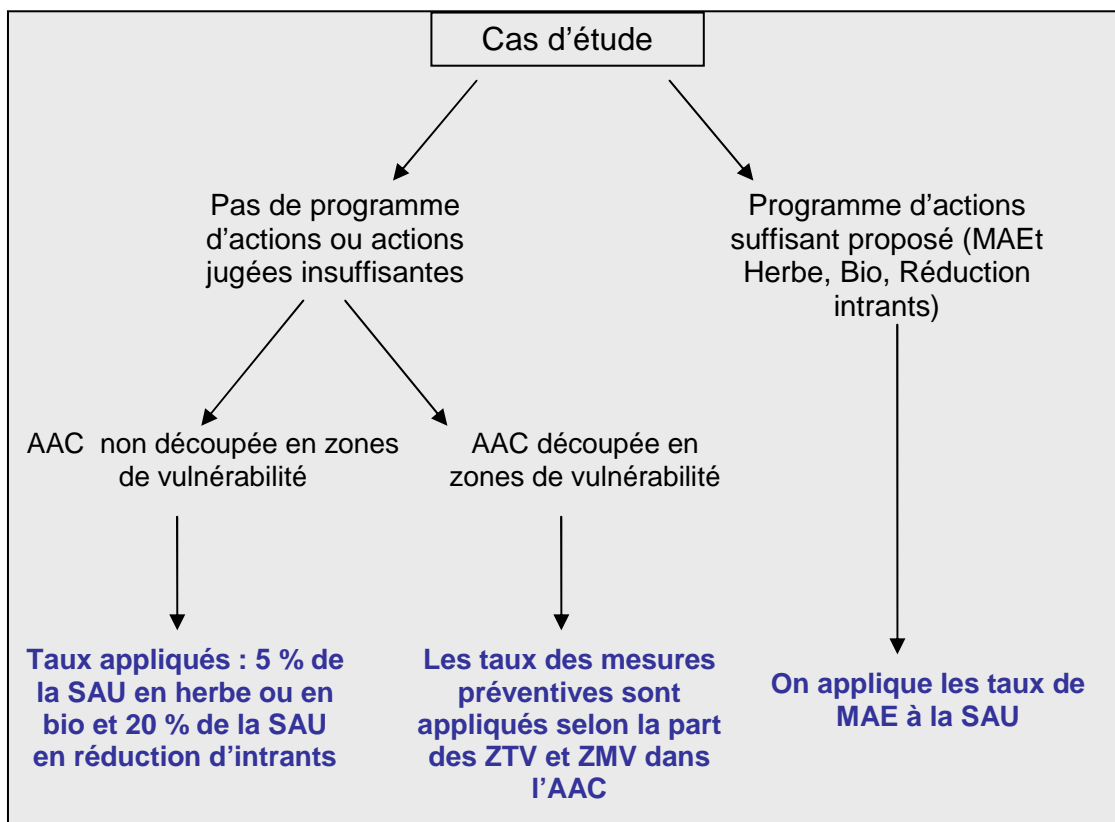 Cas d'étude
Pas de programme
d'actions ou actions
jugées insuffisantes
Programme d'actions
suffisant proposé (MAEt
Herbe, Bio, Réduction
intrants)
AAC non découpée en zones
de vulnérabilité
AAC découpée en
zones de vulnérabilité
Taux appliqués : 5 % de
la SAU en herbe ou en
bio et 20 % de la SAU
en réduction d'intrants
Les taux des mesures
préventives sont
appliqués selon la part
des ZTV et ZMV dans
l'AAC
On applique les taux de
MAE à la SAU